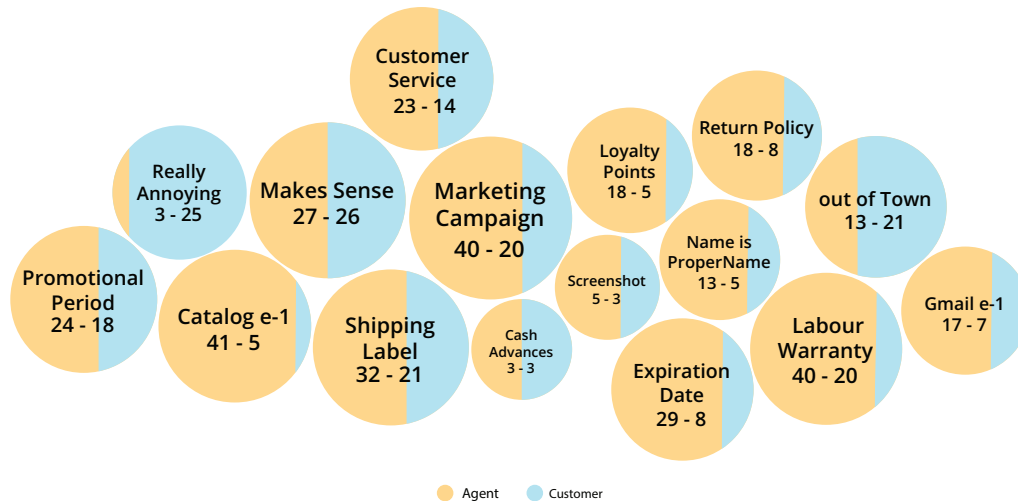 Customer
Service
23 - 14
Return Policy
18 - 8
Loyalty
Points
18 - 5
Really
Annoying
3 - 25
Makes Sense
27 - 26
Marketing
Campaign
40 - 20
out of Town
13 - 21
Name is
ProperName
13 - 5
Promotional
Period
24 - 18
Screenshot
5 - 3
Gmail e-1
17 - 7
Catalog e-1
41 - 5
Shipping
Label
32 - 21
Cash
Advances
3 - 3
Labour
Warranty
40 - 20
Expiration
Date
29 - 8
Agent
Customer